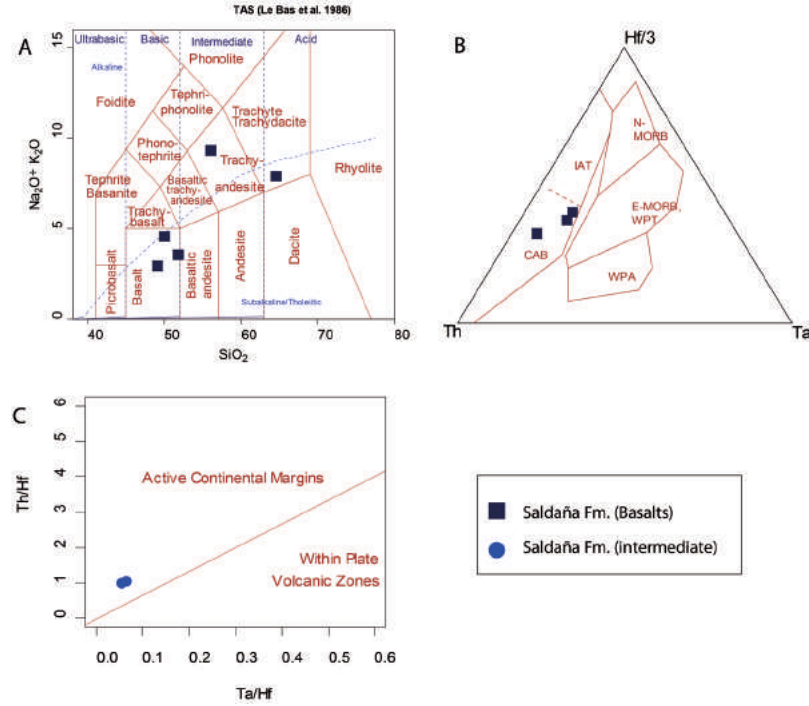 TAS (Le Bas et al. 1986)
A
Ultrabasic
Basic
Intermediate
Acid
Alkaline
Phonolite
Foidite
Tephri-
phonolite
Trachyte
Trachydacite
Phono-
tephrite
Trachy-
andesite
Rhyolite
Tephrite
Basanite
Basaltic
trachy-
andesite
Trachy-
basalt
Picrobasalt
Basalt
Basaltic
andesite
Andesite
Dacite
Subalkaline/Tholeiitic
Na₂O+ K₂O
0
5
10
15
40
50
60
70
80
SiO₂
B
Hf/3
N-
MORB
IAT
E-MORB,
WPT
CAB
WPA
Th
Ta
C
Th/Hf
0
1
2
3
4
5
6
Active Continental Margins
Within Plate
Volcanic Zones
0.0
0.1
0.2
0.3
0.4
0.5
0.6
Ta/Hf
Saldaña Fm. (Basalts)
Saldaña Fm. (intermediate)